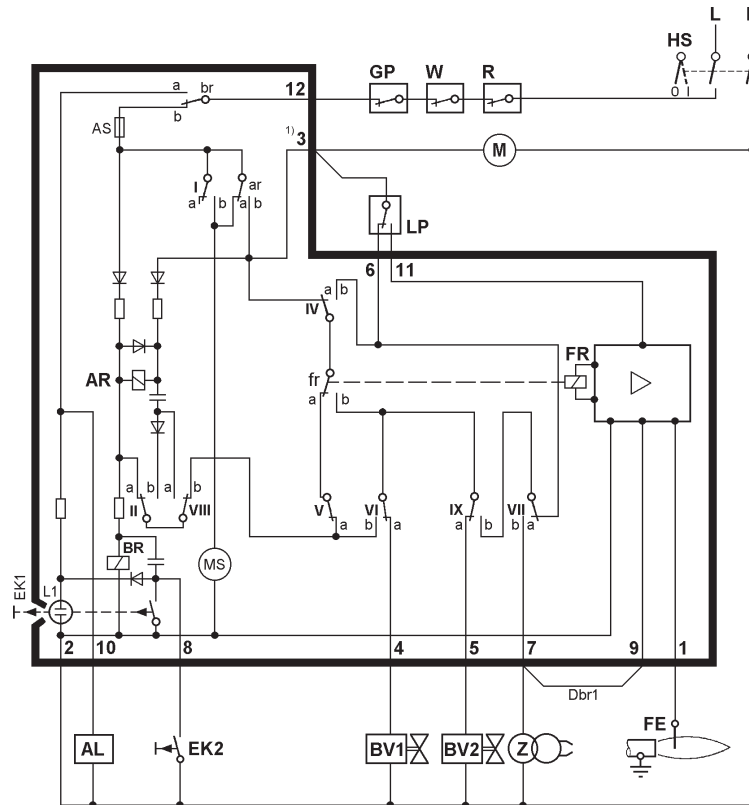 L
HS
GP W R
0 I
a br 12
b
AS
1) 3 M
I ar
a b a b
LP
6 11
a b
IV
FR
AR fr
a b
a b a b
II VIII V VI IX VII
a b a a b b a
BR
MS
EK1
L1
2 10 8 4 5 7 9 1
Dbr1
FE
AL EK2 BV1 BV2 Z